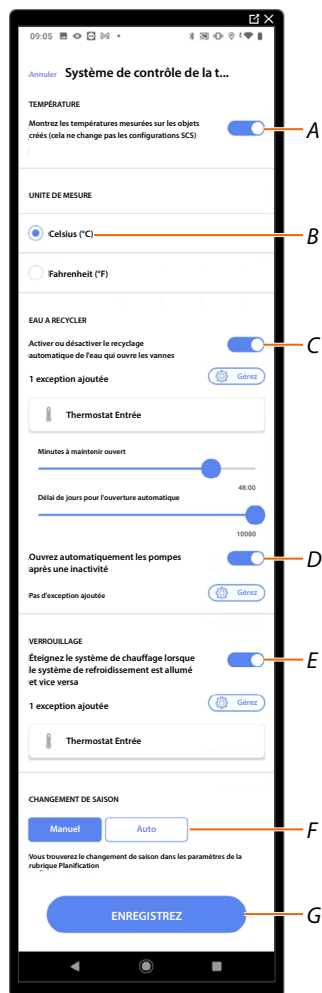 09:05
Annuler Système de contrôle de la t...
TEMPÉRATURE
Montrez les températures mesurées sur les objets
créés (cela ne change pas les configurations SCS)
A
UNITE DE MESURE
Celsius (°C)
B
Fahrenheit (°F)
EAU A RECYCLER
Activer ou désactiver le recyclage
automatique de l'eau qui ouvre les vannes
C
1 exception ajoutée
Gérez
Thermostat Entrée
Minutes à maintenir ouvert
48:00
Délai de jours pour l'ouverture automatique
10080
Ouvrez automatiquement les pompes
après une inactivité
D
Pas d'exception ajoutée
Gérez
VERROUILLAGE
Éteignez le système de chauffage lorsque
le système de refroidissement est allumé
et vice versa
E
1 exception ajoutée
Gérez
Thermostat Entrée
CHANGEMENT DE SAISON
Manuel Auto
F
Vous trouverez le changement de saison dans les paramètres de la
rubrique Planification
ENREGISTREZ
G